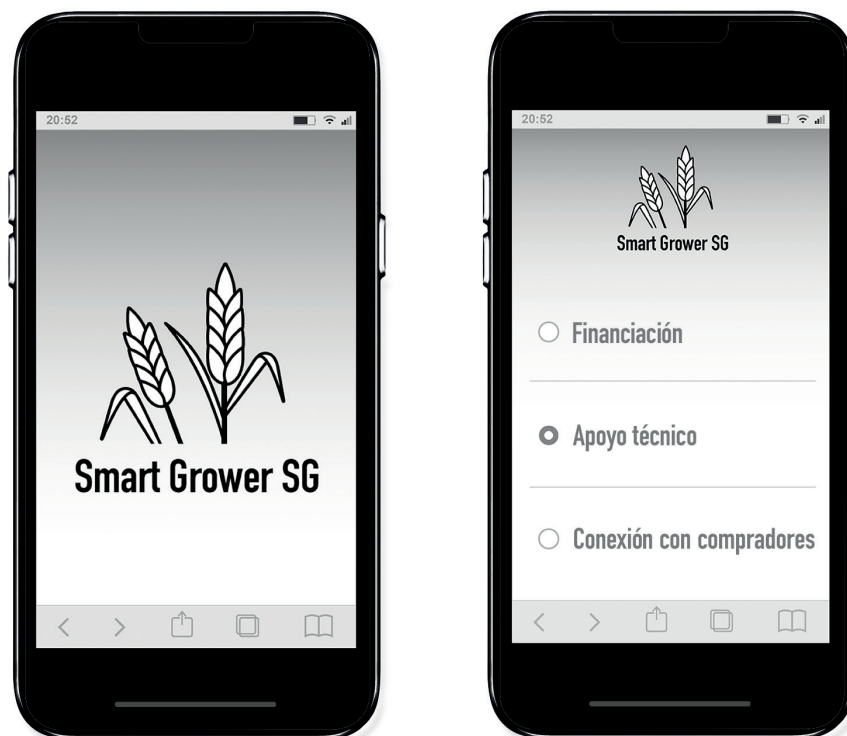 20:52
Smart Grower SG
20:52
Smart Grower SG
Financiación
Apoyo técnico
Conexión con compradores